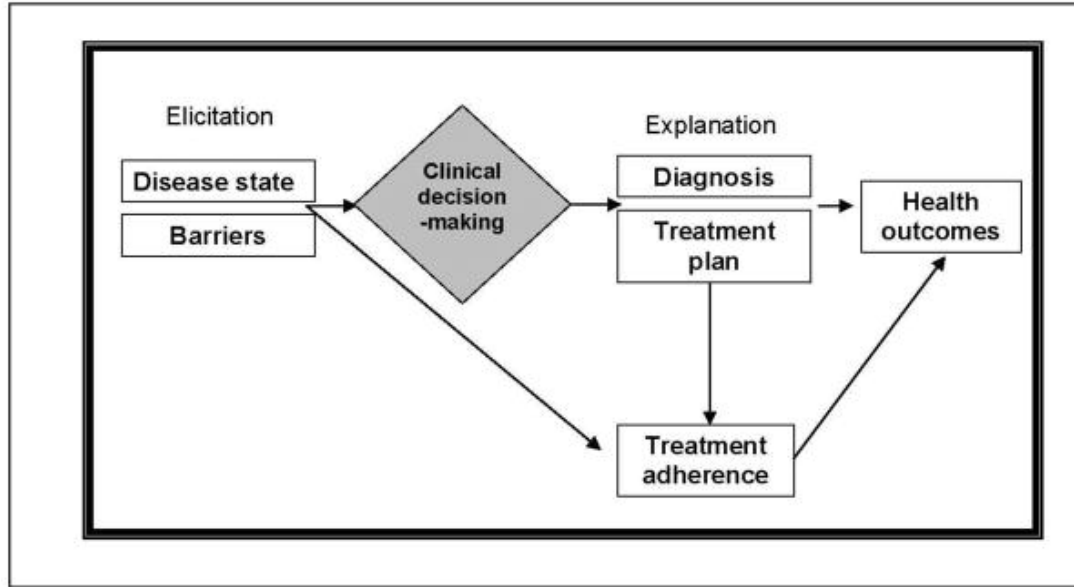 Elicitation
Disease state
Barriers
Clinical
decision
-making
Explanation
Diagnosis
Treatment
plan
Health
outcomes
Treatment
adherence